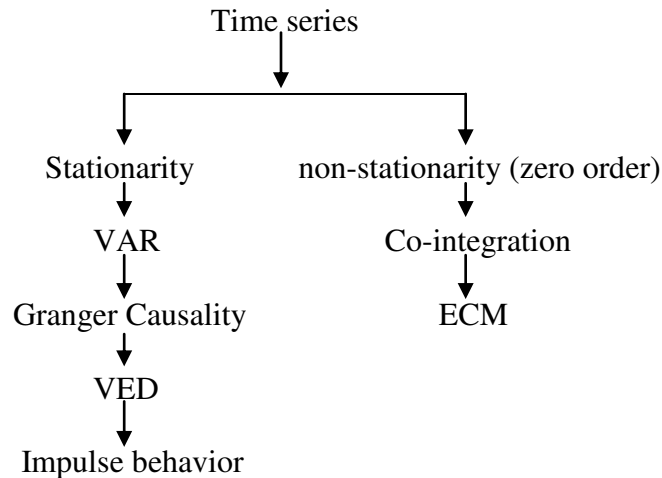 Time series
Stationarity
non-stationarity (zero order)
VAR
Co-integration
Granger Causality
ECM
VED
Impulse behavior